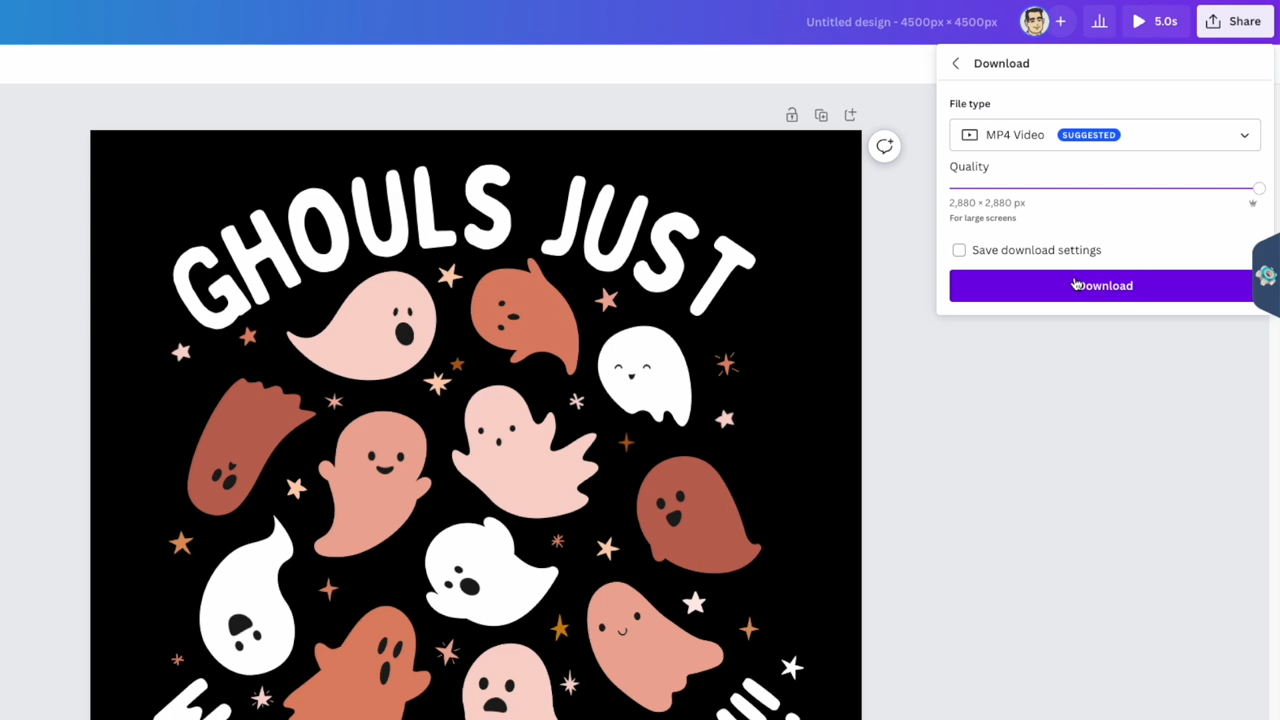 Untitled design - 4500px × 4500px
5.0s
Share
Download
File type
MP4 Video SUGGESTED
Quality
2,880 × 2,880 px
For large screens
Save download settings
Download
GHOULS JUST